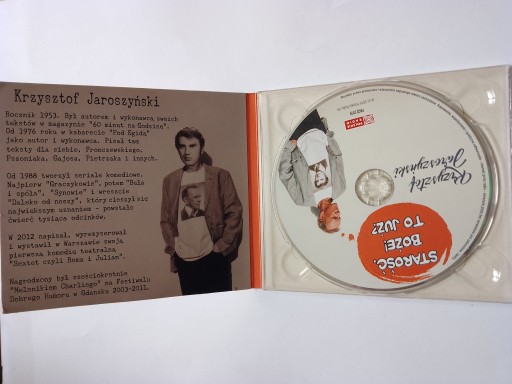 Krzysztof Jaroszyński
Rocznik 1953. Był autorem i wykonawcą swoich
tekstów w magazynie "60 minut na Godzinę".
Od 1976 roku w kabarecie "Pod Egidą"
jako autor i wykonawca. Pisał też
teksty dla siebie. Fronczewskiego.
Pszoniaka. Gajosa. Pietrzaka i innych.
Od 1988 tworzył seriale komediowe.
Najpierw "Graczykowie", potem "Buła
i spóła", "Synowie" i wreszcie
"Daleko od noszy", który cieszył się
największym uznaniem - powstało
ćwierć tysiąca odcinków.
W 2012 napisał, wyreżyserował
i wystawił w Warszawie swoją
pierwszą komedię teatralną
"Sextet czyli Roma i Julian".
Nagrodzony był sześciokrotnie
"Melonikiem Charliego" na Festiwalu
Dobrego Humoru w Gdańsku 2003-2011.
Krzysztof
Jaroszyński
STAROŚĆ,
BOŻE!
TO JUŻ?